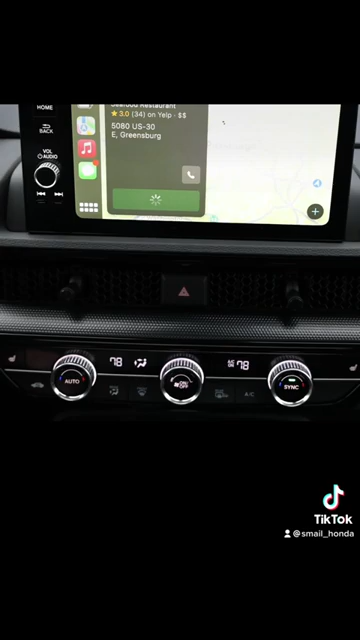 HOME
Seafood Restaurant
3.0 (34) on Yelp · $$
BACK
5080 US-30
E, Greensburg
VOL
AUDIO
78
78
AUTO
OFF
SYNC
A/C
TikTok
@smail_honda